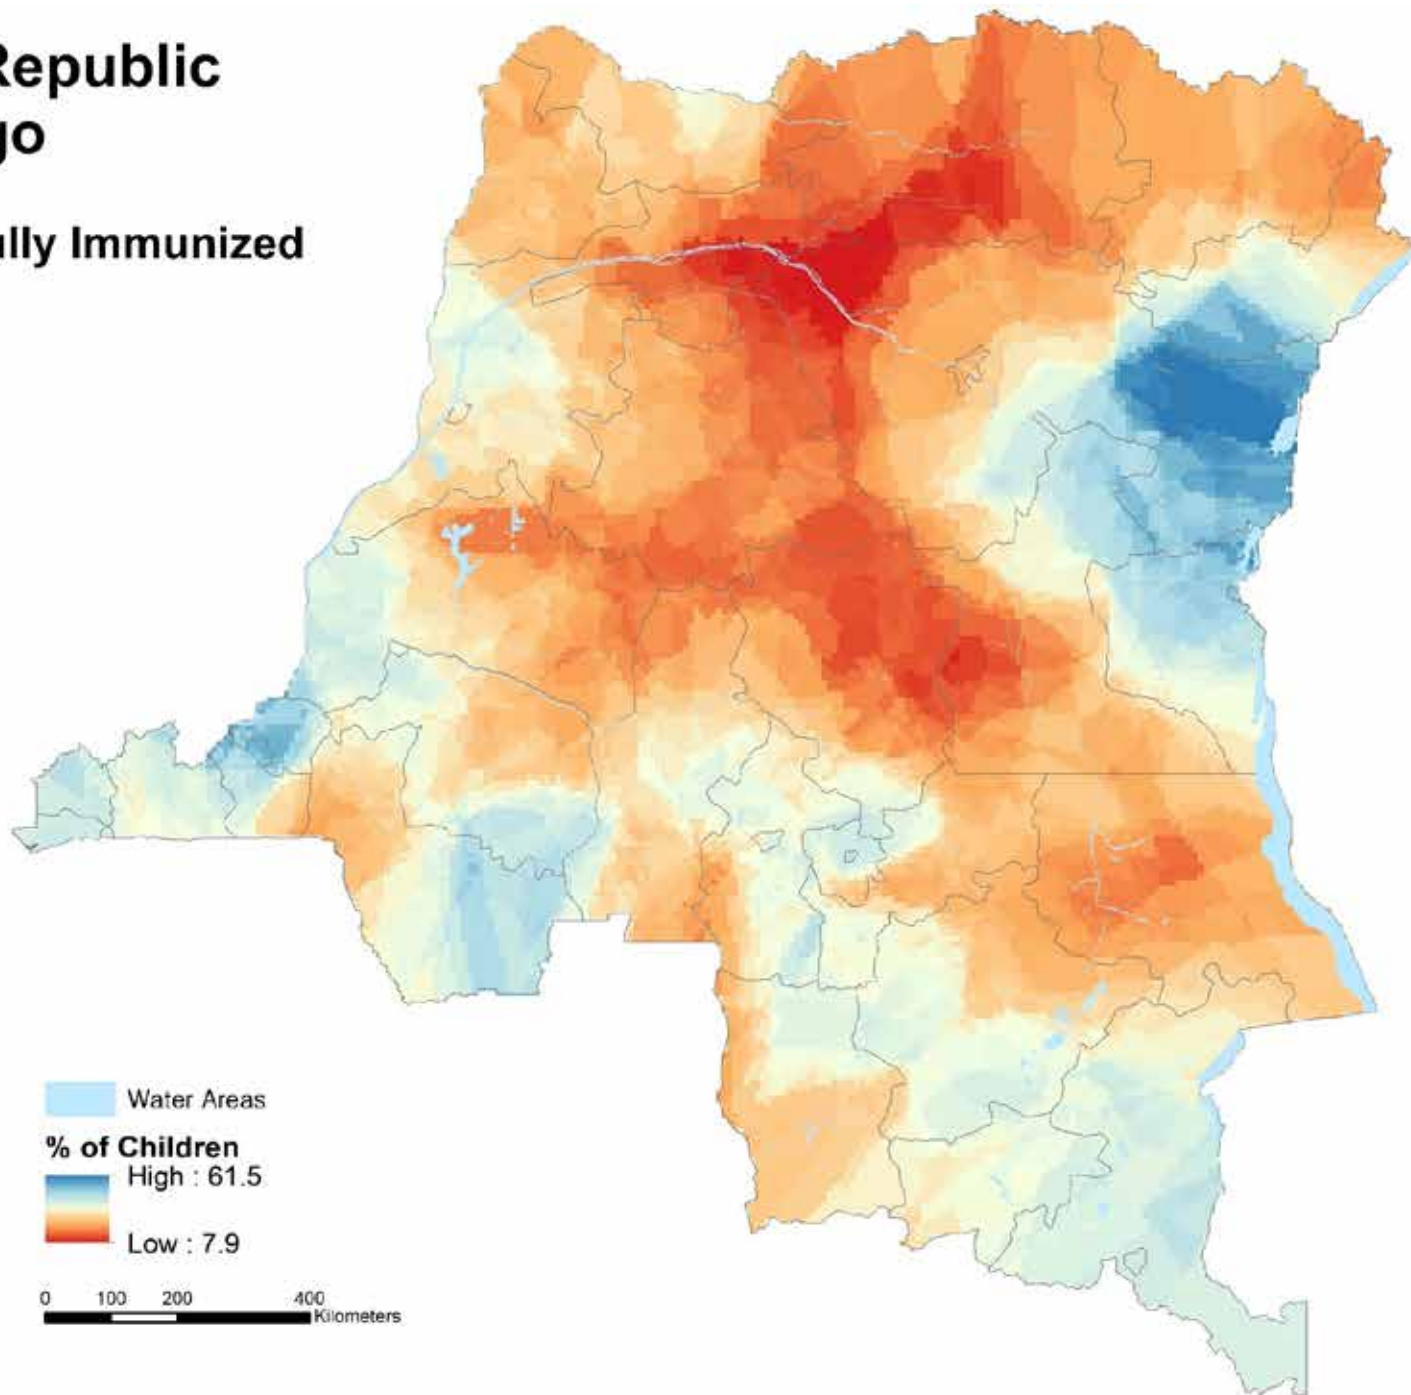 Republic
go
ully Immunized
Water Areas
% of Children
High : 61.5
Low : 7.9
0 100 200 400
Kilometers